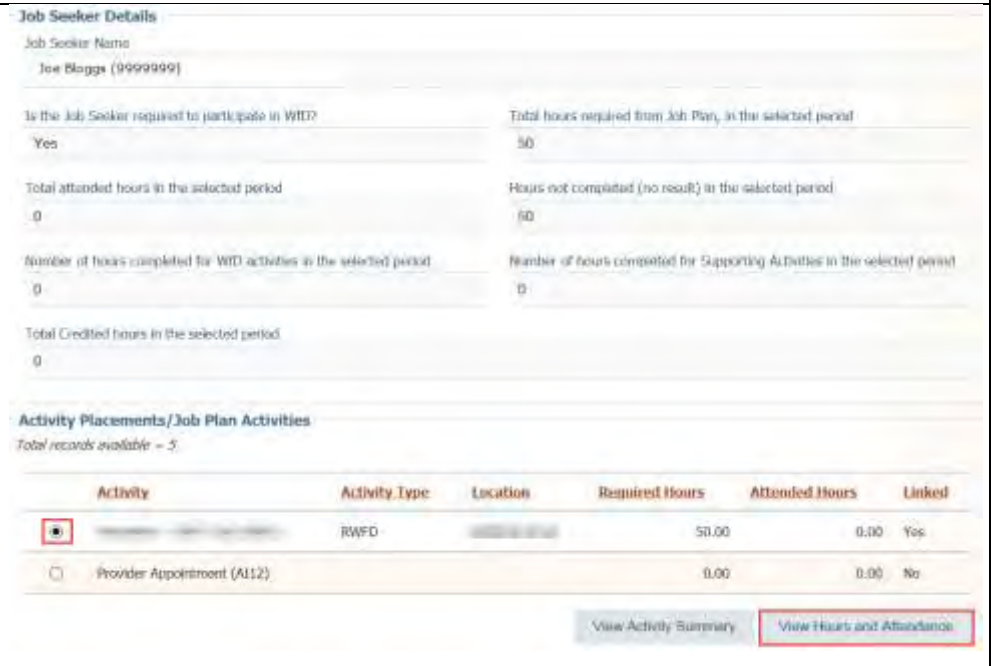 Job Seeker Details
Job Seeker Name
Joe Bloggs (9999999)
Is the Job Seeker required to participate in WfD? Total hours required from Job Plan, in the selected period
Yes 50
Total attended hours in the selected period Hours not completed (no result) in the selected period
0 50
Number of hours completed for WfD activities in the selected period Number of hours completed for Supporting Activities in the selected period
0 0
Total Credited hours in the selected period
0
Activity Placements/Job Plan Activities
Total records available - 5
Activity Activity Type Location Required Hours Attended Hours Linked
RWFD 50.00 0.00 Yes
Provider Appointment (AI12) 0.00 0.00 No
View Activity Summary View Hours and Attendance